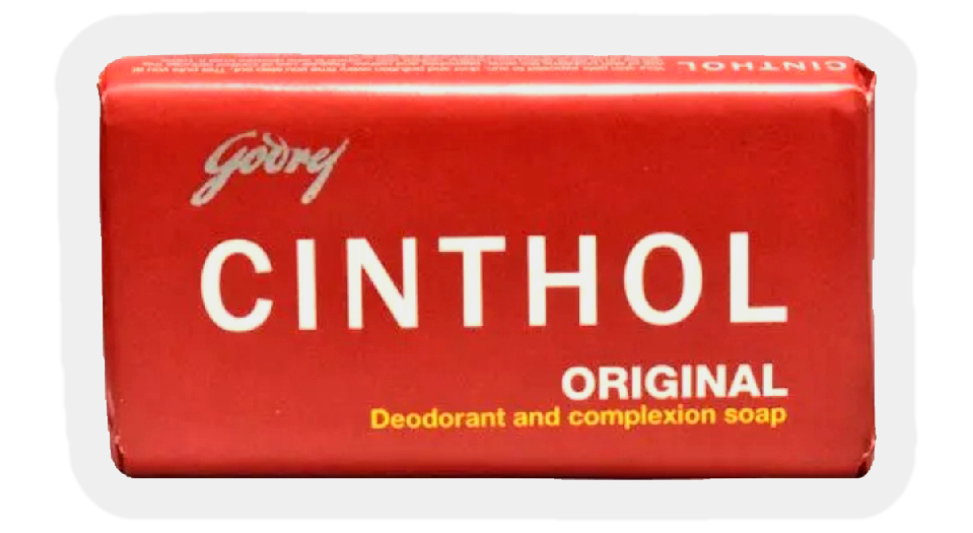 CINTHOL
Godrej
CINTHOL
ORIGINAL
Deodorant and complexion soap